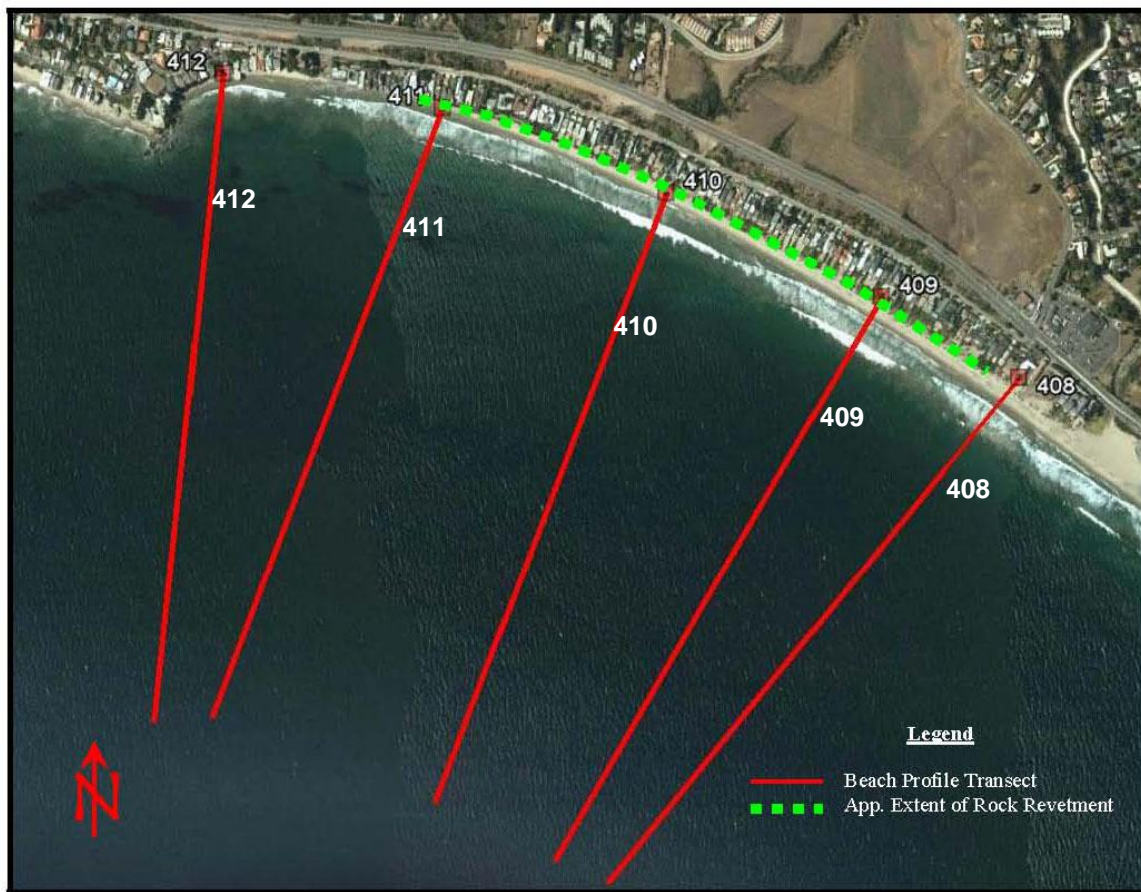 412
411
410
409
408
412
411
410
409
408
Legend
Beach Profile Transect
App. Extent of Rock Revetment
N